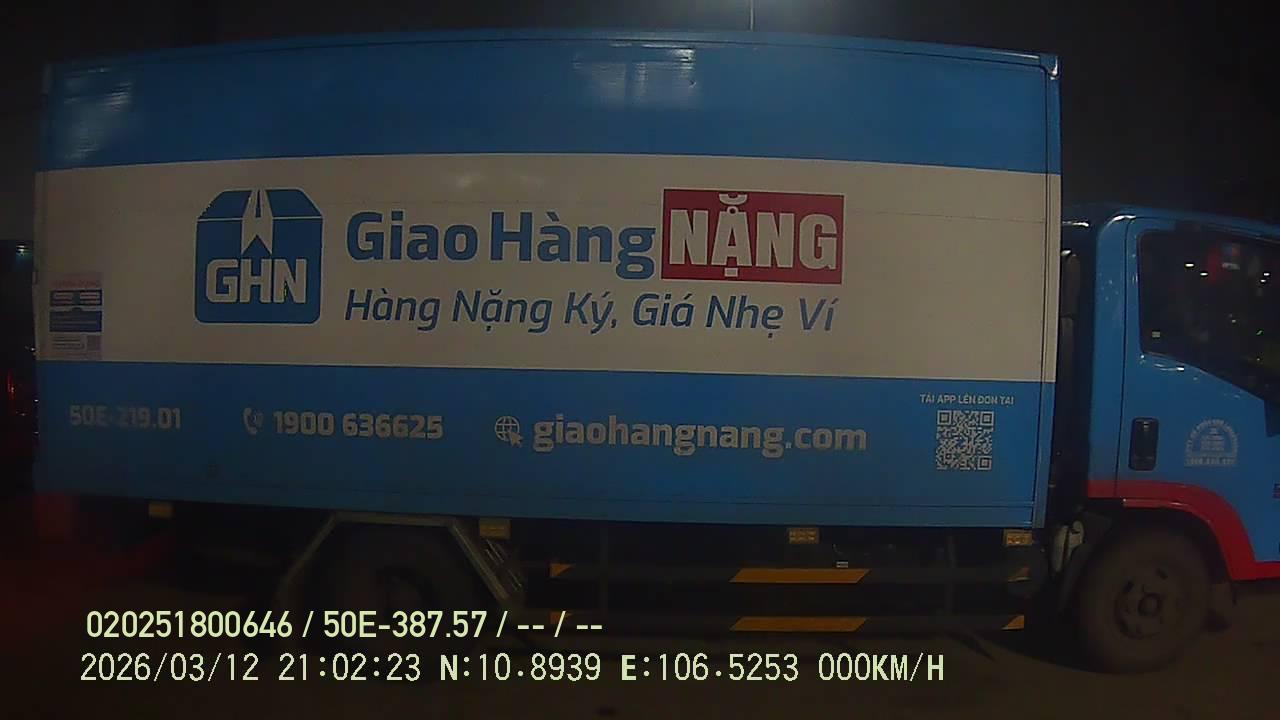 GHN
Giao Hàng NẶNG
Hàng Nặng Ký, Giá Nhẹ Ví
50E-219.01
1900 636625
giaohangnang.com
TẢI APP LÊN ĐƠN TẠI
020251800646 / 50E-387.57 / -- / --
2026/03/12 21:02:23 N:10.8939 E:106.5253 000KM/H